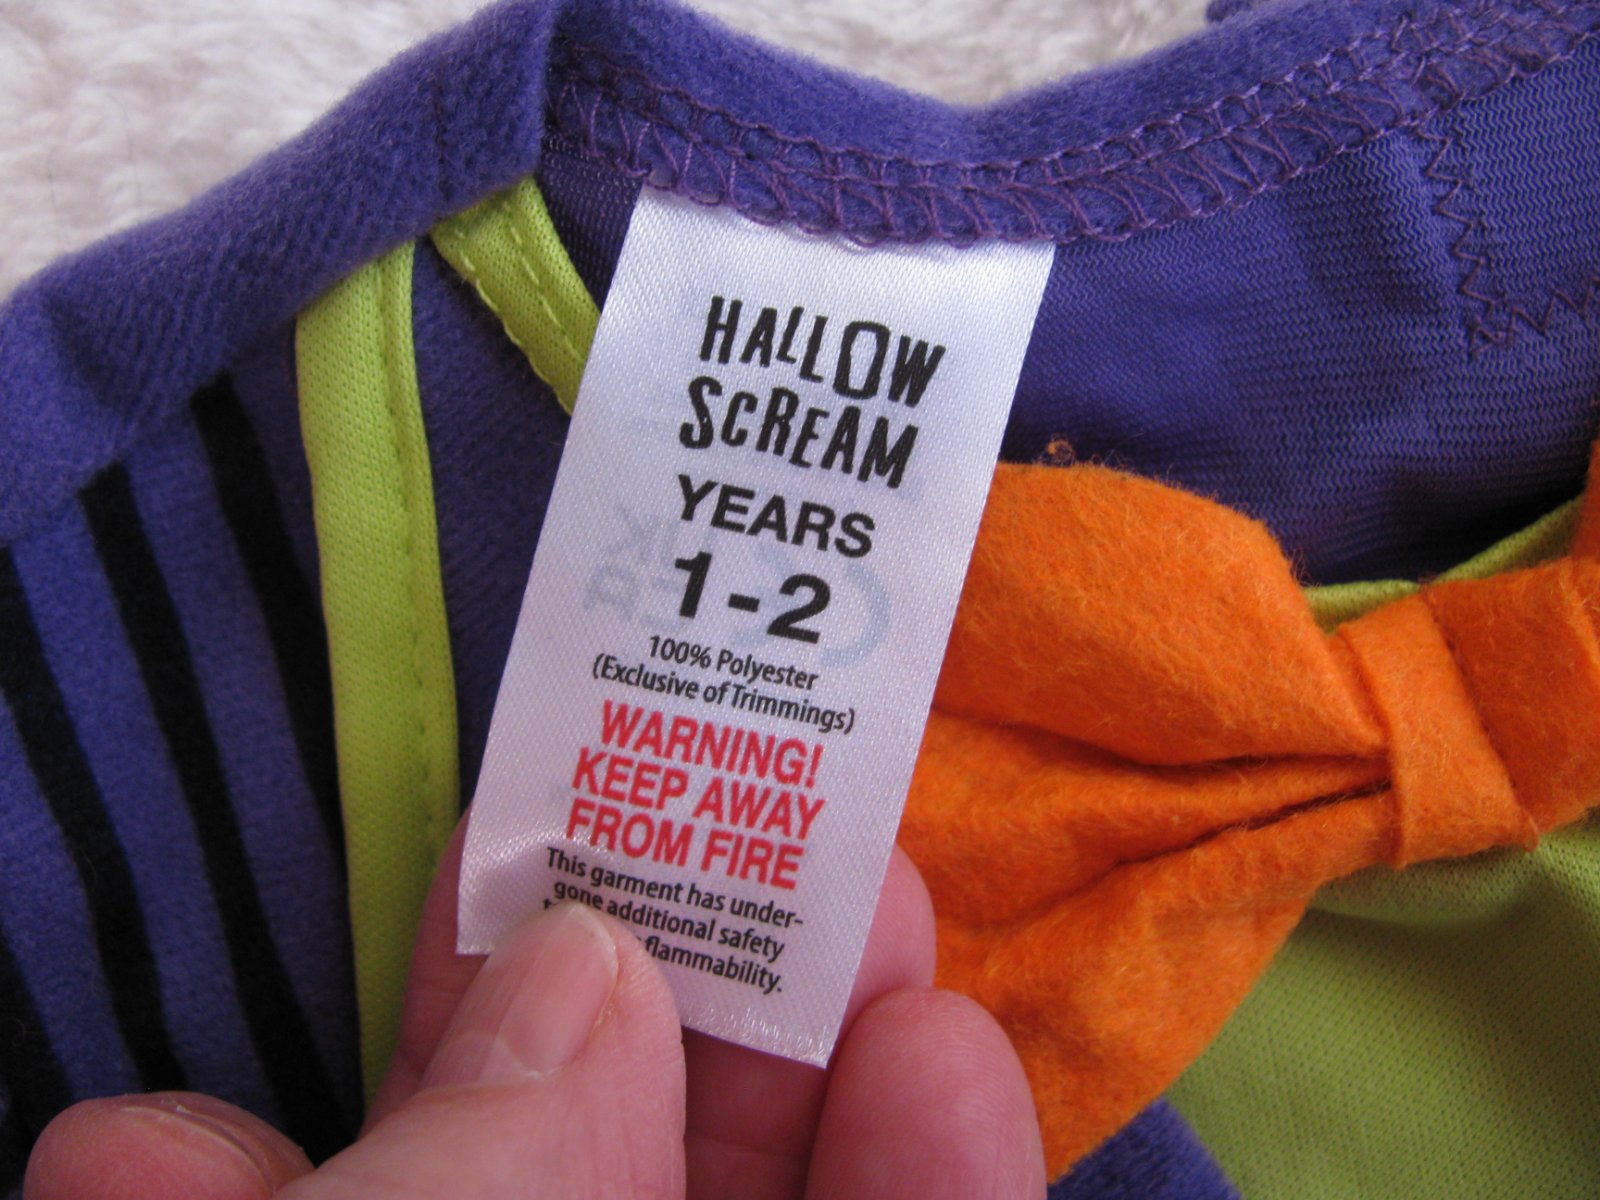 HALLOW
SCREAM
YEARS
1-2
100% Polyester
(Exclusive of Trimmings)
WARNING!
KEEP AWAY
FROM FIRE
This garment has under-
gone additional safety
flammability.